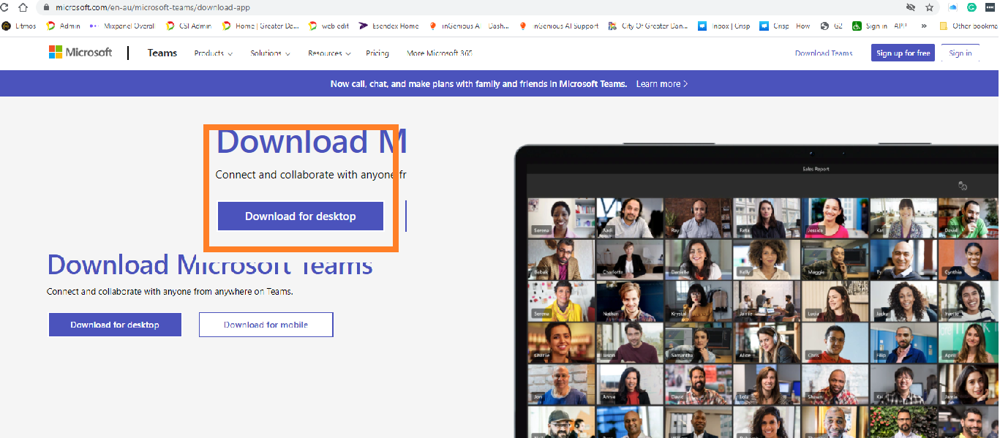 microsoft.com/en-au/microsoft-teams/download-app
Litmos Admin Mixpanel Overall CSI Admin Home | Greater Da... web edit Esendex Home inGenious AI Dash... inGenious AI Support City Of Greater Dan... Inbox | Crisp Crisp How G2 Sign in APP » Other bookma
Microsoft Teams Products Solutions Resources Pricing More Microsoft 365 Download Teams Sign up for free Sign in
Now call, chat, and make plans with family and friends in Microsoft Teams. Learn more
Download M
Connect and collaborate with anyone fr
Download for desktop
Download Microsoft Teams
Connect and collaborate with anyone from anywhere on Teams.
Download for desktop Download for mobile
Sales Report
Serena Aadi Ray Reta Jessica Kat David
Babak Charlotte Danielle Kelly Maggie Ty Cynthia
Serena Nathan Krystal Jamie Lucia Jacky Yvette
Jason Samantha Alice Chris Filip April
Jon Annie David Lola Shawn Kai Jamie